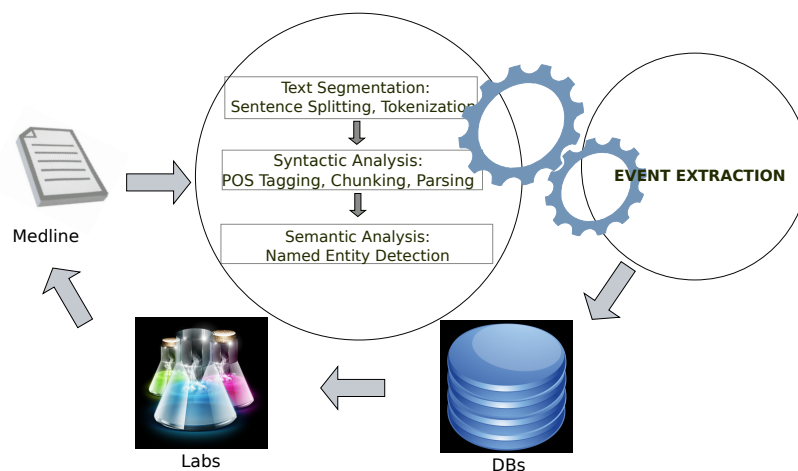 Text Segmentation:
Sentence Splitting, Tokenization
Syntactic Analysis:
POS Tagging, Chunking, Parsing
EVENT EXTRACTION
Medline
Semantic Analysis:
Named Entity Detection
Labs
DBs